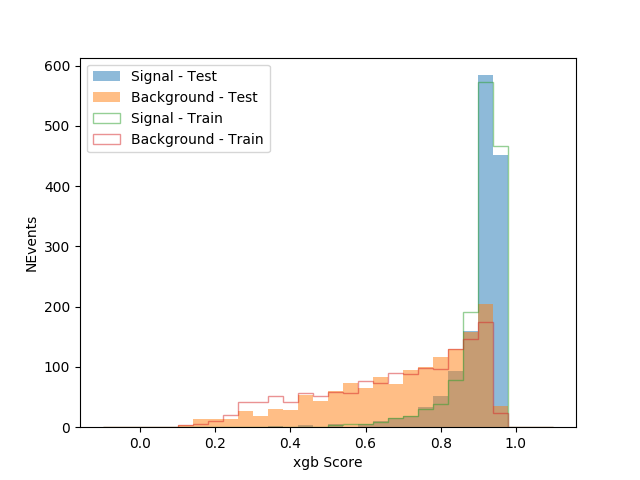 Signal - Test
Background - Test
Signal - Train
Background - Train
600
500
400
300
200
100
0
NEvents
0.0 0.2 0.4 0.6 0.8 1.0
xgb Score